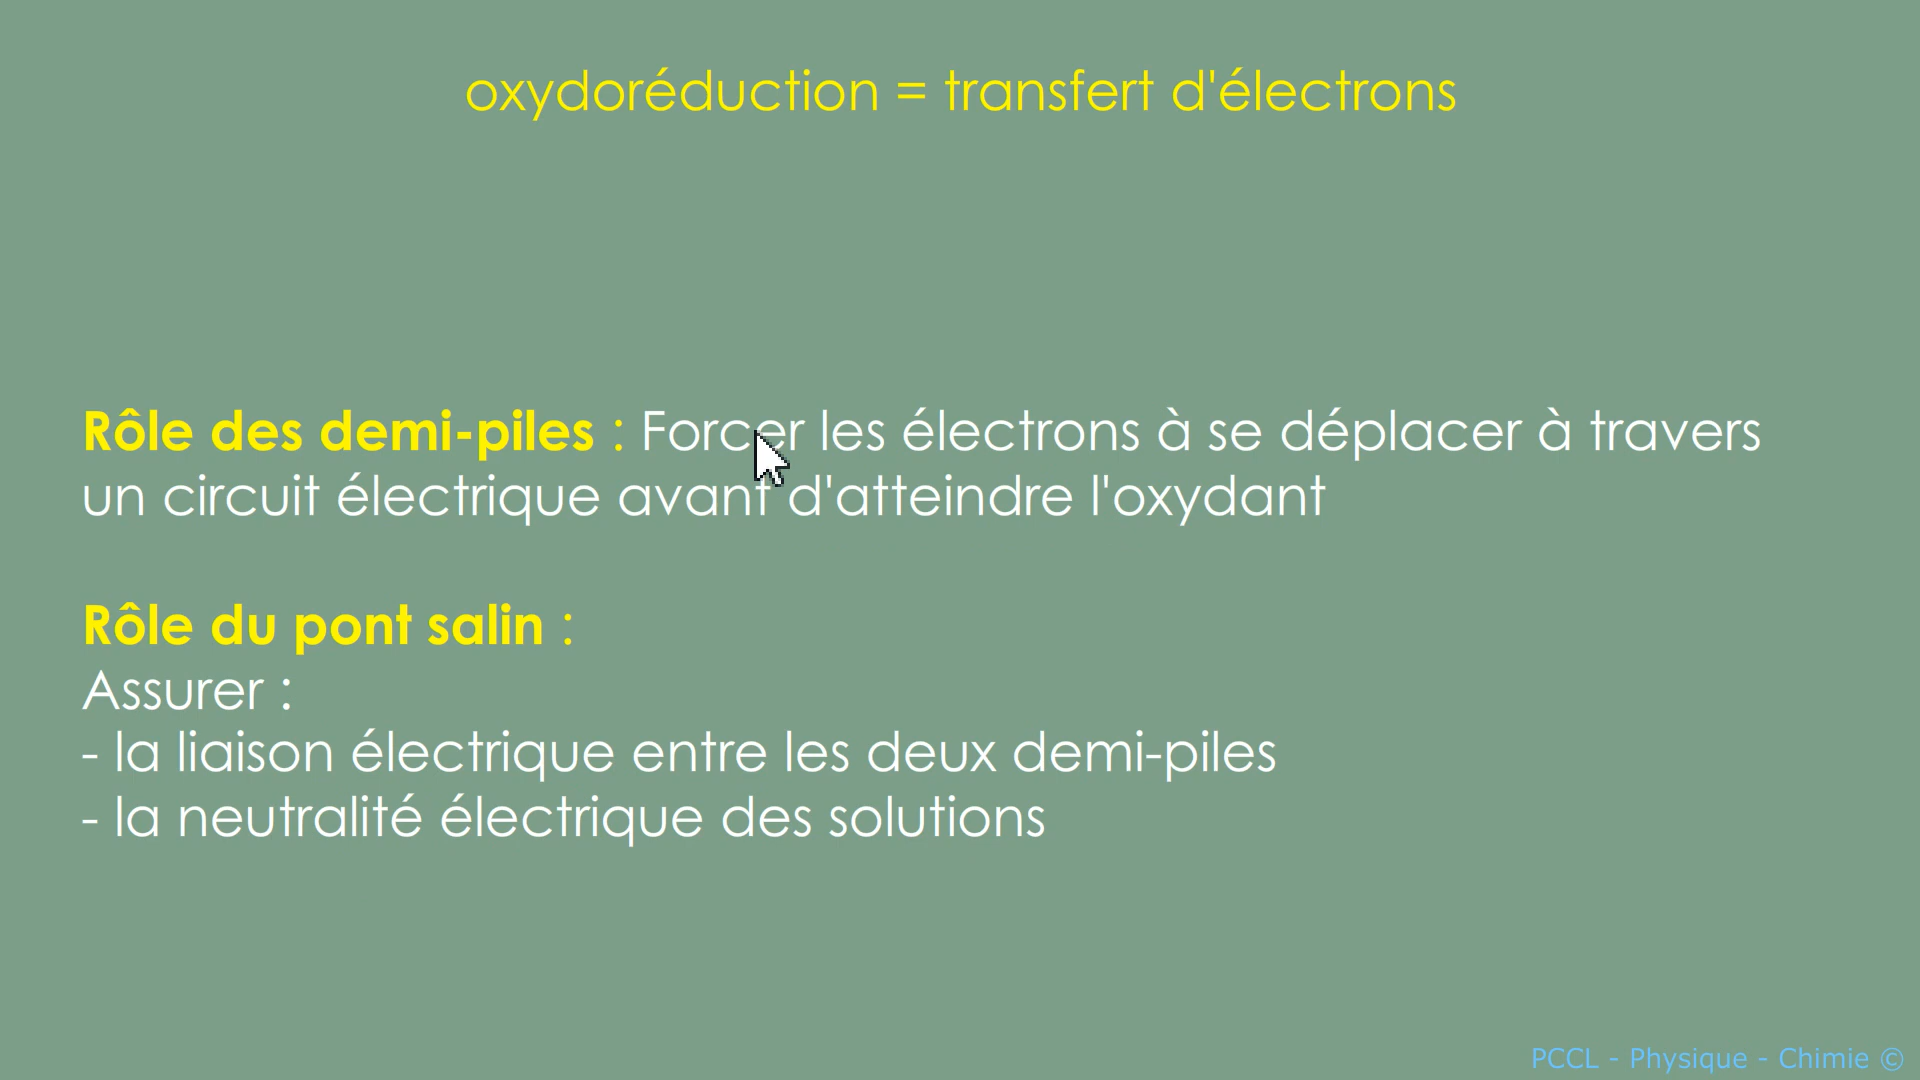 oxydoréduction = transfert d'électrons
Rôle des demi-piles : Forcer les électrons à se déplacer à travers
un circuit électrique avant d'atteindre l'oxydant
Rôle du pont salin :
Assurer :
- la liaison électrique entre les deux demi-piles
- la neutralité électrique des solutions
PCCL - Physique - Chimie ©